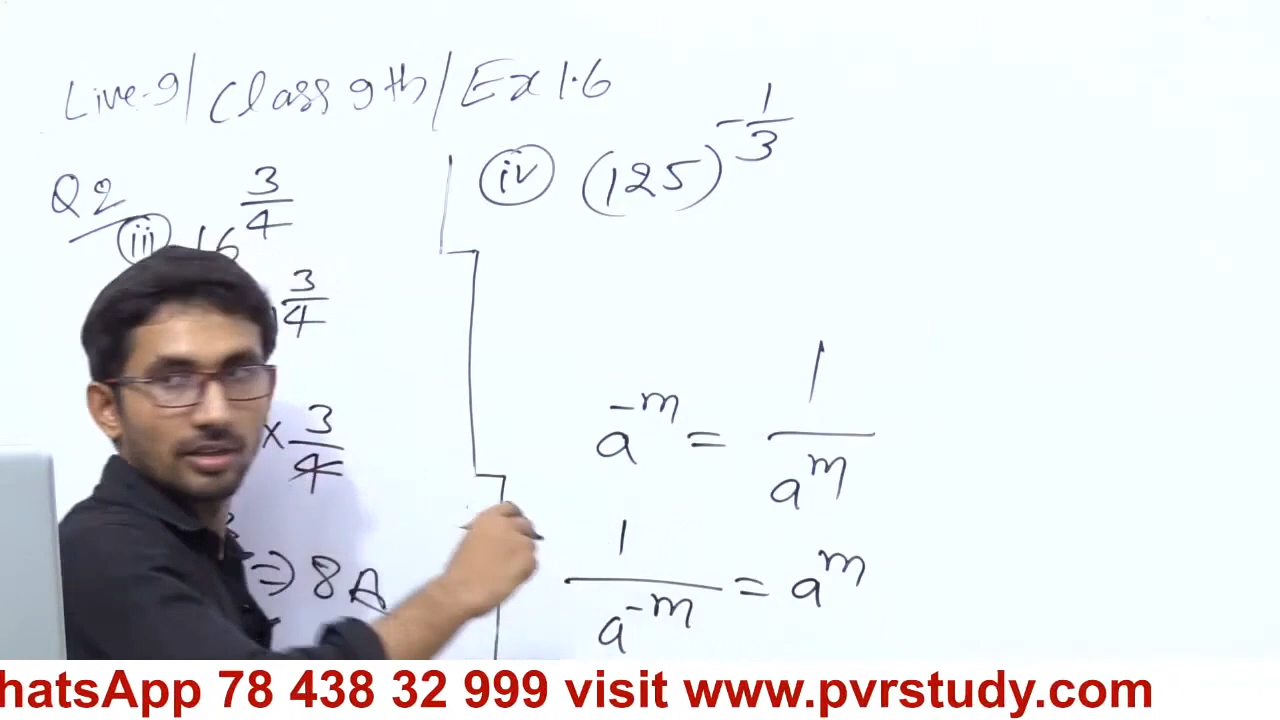 Live-9/Class 9th/Ex 1.6
Q2
iii 16^(3/4)
3/4
× 3/4
⇒ 8 A
iv (125)^(-1/3)
a^(-m) = 1/a^m
1/a^(-m) = a^m
hatsApp 78 438 32 999 visit www.pvrstudy.com